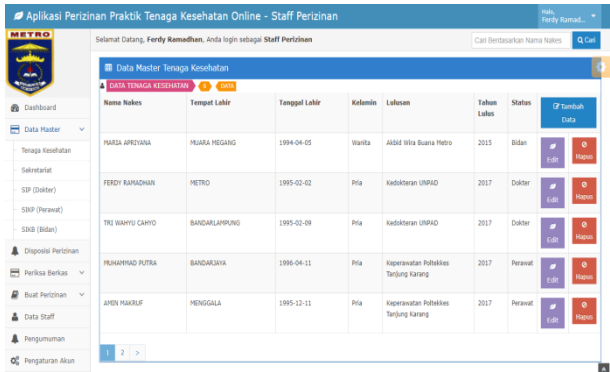 Aplikasi Perizinan Praktik Tenaga Kesehatan Online - Staff Perizinan
Halo,
Ferdy Ramad...
METRO
Selamat Datang, Ferdy Ramadhan, Anda login sebagai Staff Perizinan
Cari Berdasarkan Nama Nakes
Cari
Dashboard
Data Master
Tenaga Kesehatan
Sekretariat
SIP (Dokter)
SIKP (Perawat)
SIKB (Bidan)
Disposisi Perizinan
Periksa Berkas
Buat Perizinan
Data Staff
Pengumuman
Pengaturan Akun
Data Master Tenaga Kesehatan
DATA TENAGA KESEHATAN 6 DATA
Nama Nakes Tempat Lahir Tanggal Lahir Kelamin Lulusan Tahun Lulus Status Tambah Data
MARIA APRIYANA MUARA MEGANG 1994-04-05 Wanita Akbid Wira Buana Metro 2015 Bidan Edit Hapus
FERDY RAMADHAN METRO 1995-02-02 Pria Kedokteran UNPAD 2017 Dokter Edit Hapus
TRI WAHYU CAHYO BANDARLAMPUNG 1995-02-09 Pria Kedokteran UNPAD 2017 Dokter Edit Hapus
MUHAMMAD PUTRA BANDARJAYA 1996-04-11 Pria Keperawatan Poltekkes Tanjung Karang 2017 Perawat Edit Hapus
AMIN MAKRUF MENGGALA 1995-12-11 Pria Keperawatan Poltekkes Tanjung Karang 2017 Perawat Edit Hapus
1 2 >